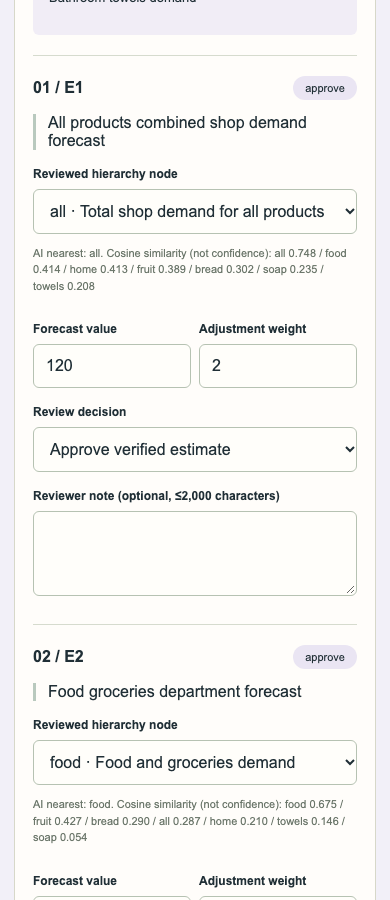 Bathroom towels demand
01 / E1
approve
All products combined shop demand
forecast
Reviewed hierarchy node
all · Total shop demand for all products
AI nearest: all. Cosine similarity (not confidence): all 0.748 / food
0.414 / home 0.413 / fruit 0.389 / bread 0.302 / soap 0.235 /
towels 0.208
Forecast value
Adjustment weight
120
2
Review decision
Approve verified estimate
Reviewer note (optional, ≤2,000 characters)
02 / E2
approve
Food groceries department forecast
Reviewed hierarchy node
food · Food and groceries demand
AI nearest: food. Cosine similarity (not confidence): food 0.675 /
fruit 0.427 / bread 0.290 / all 0.287 / home 0.210 / towels 0.146 /
soap 0.054
Forecast value
Adjustment weight